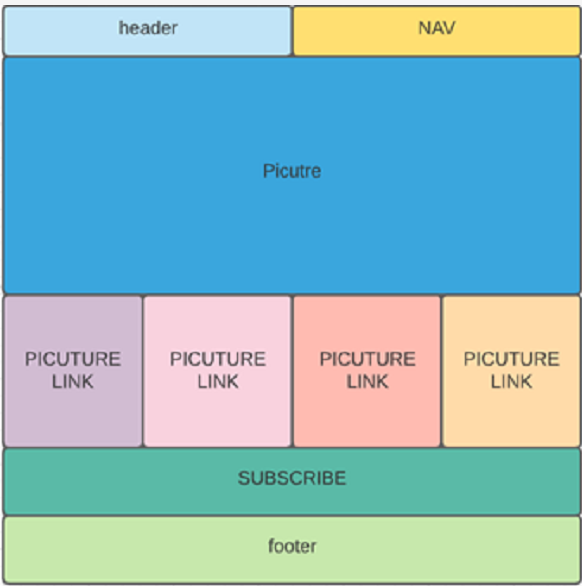 header
NAV
Picutre
PICUTURE
LINK
PICUTURE
LINK
PICUTURE
LINK
PICUTURE
LINK
SUBSCRIBE
footer